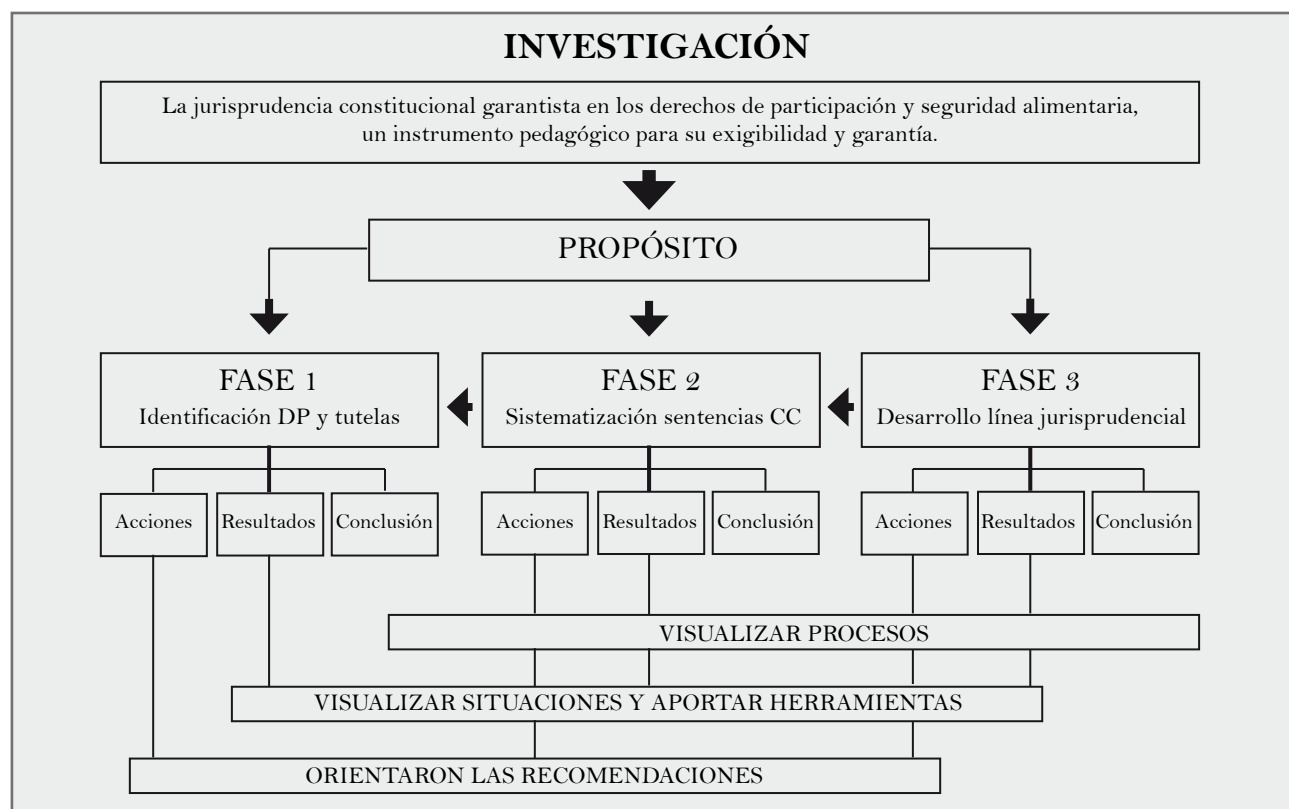 INVESTIGACIÓN
La jurisprudencia constitucional garantista en los derechos de participación y seguridad alimentaria,
un instrumento pedagógico para su exigibilidad y garantía.
PROPÓSITO
FASE 1
Identificación DP y tutelas
FASE 2
Sistematización sentencias CC
FASE 3
Desarrollo línea jurisprudencial
Acciones
Resultados
Conclusión
Acciones
Resultados
Conclusión
Acciones
Resultados
Conclusión
VISUALIZAR PROCESOS
VISUALIZAR SITUACIONES Y APORTAR HERRAMIENTAS
ORIENTARON LAS RECOMENDACIONES